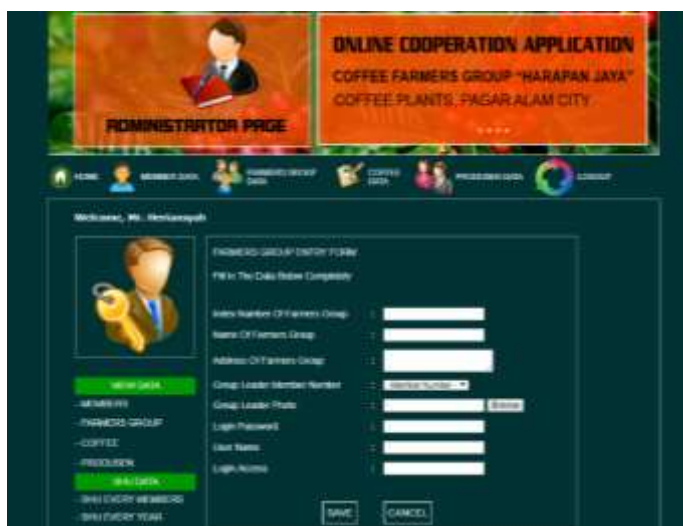 ONLINE COOPERATION APPLICATION
COFFEE FARMERS GROUP "HARAPAN JAYA"
COFFEE PLANTS, PAGAR ALAM CITY
ADMINISTRATOR PAGE
HOME
MEMBER DATA
FARMERS GROUP DATA
COFFEE DATA
PRODUSEN DATA
LOGOUT
Welcome, Mr. Heriansyah
FARMERS GROUP ENTRY FORM
Fill In The Data Below Completely
Index Number Of Farmers Group :
Name Of Farmers Group :
Address Of Farmers Group :
Group Leader Member Number : Member Number
Group Leader Photo : Browse
Login Password :
User Name :
Login Access :
SAVE CANCEL
VIEW DATA
- MEMBERS
- FARMERS GROUP
- COFFEE
- PRODUSEN
SHU DATA
- SHU EVERY MEMBERS
- SHU EVERY YEAR